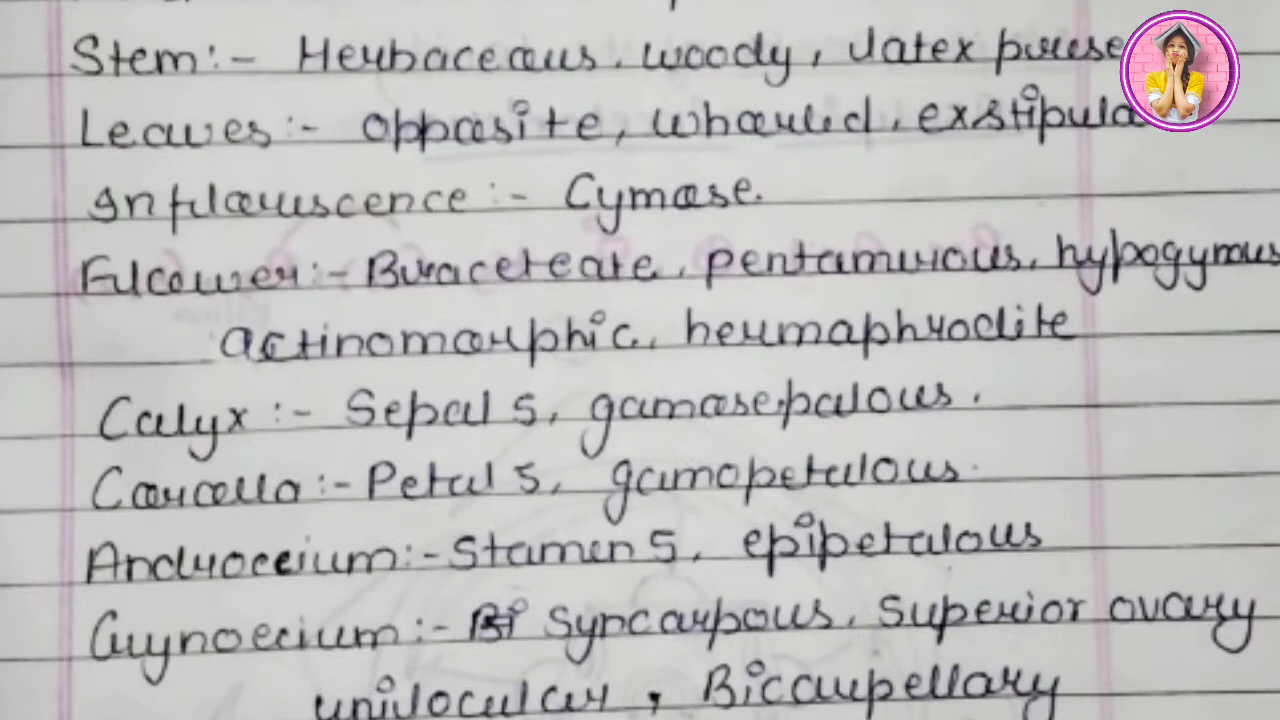 Stem:- Herbaceous, woody, latex
Leaves:- opposite, whorled, exstipula
Inflorescence:- Cymose.
Flower:- Bracteate, pentamerous, hypogynous
actinomorphic, hermaphrodite
Calyx:- Sepal 5, gamosepalous.
Corolla:- Petal 5, gamopetalous.
Androecium:- Stamen 5, epipetalous
Gynoecium:- Syncarpous, Superior ovary
unilocular, Bicarpellary